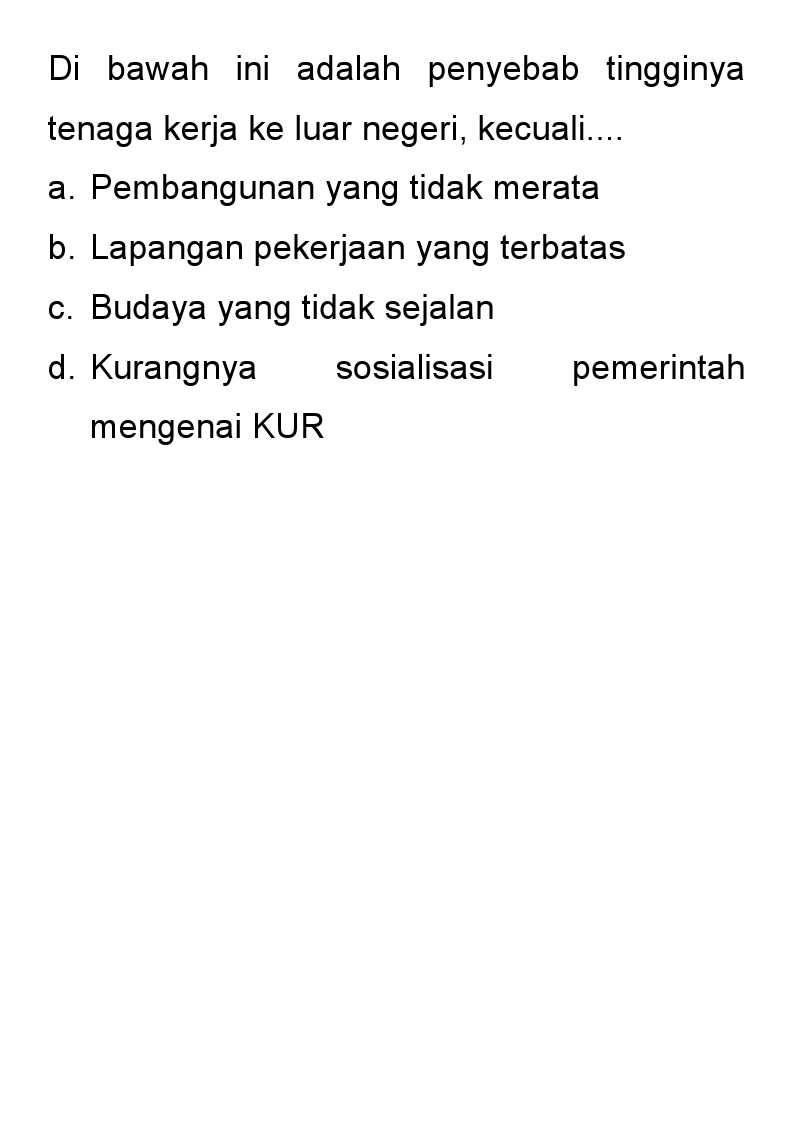 Di bawah ini adalah penyebab tingginya
tenaga kerja ke luar negeri, kecuali....
a. Pembangunan yang tidak merata
b. Lapangan pekerjaan yang terbatas
c. Budaya yang tidak sejalan
d. Kurangnya sosialisasi pemerintah
mengenai KUR